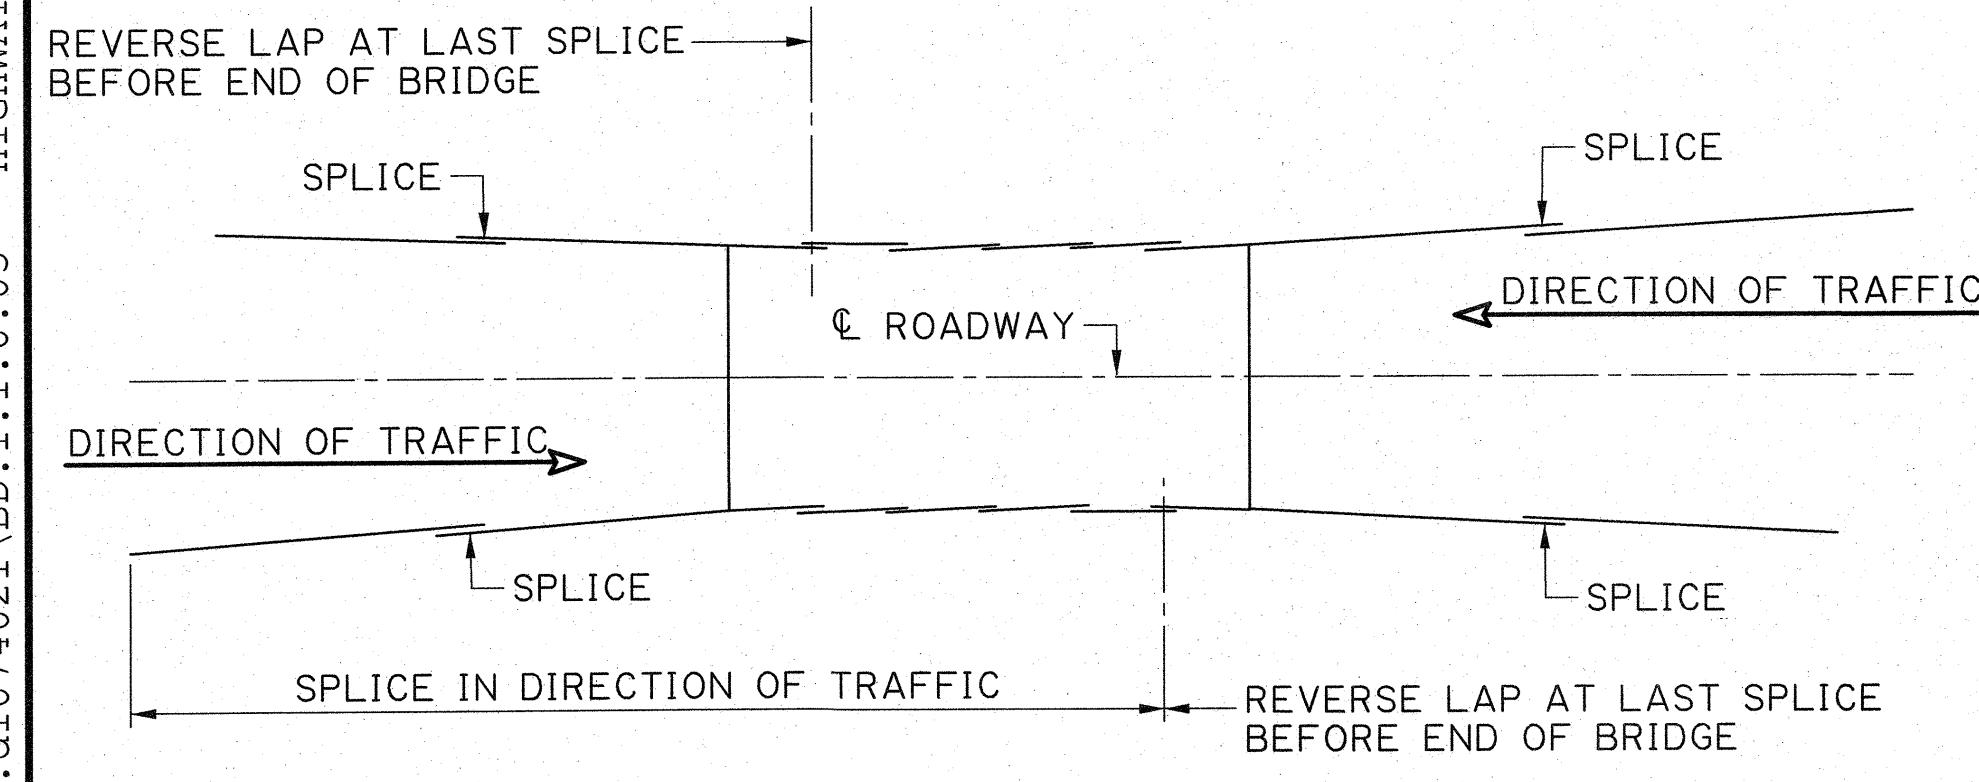 REVERSE LAP AT LAST SPLICE
BEFORE END OF BRIDGE
SPLICE
SPLICE
DIRECTION OF TRAFFIC
℄ ROADWAY
DIRECTION OF TRAFFIC
SPLICE
SPLICE
SPLICE IN DIRECTION OF TRAFFIC
REVERSE LAP AT LAST SPLICE
BEFORE END OF BRIDGE